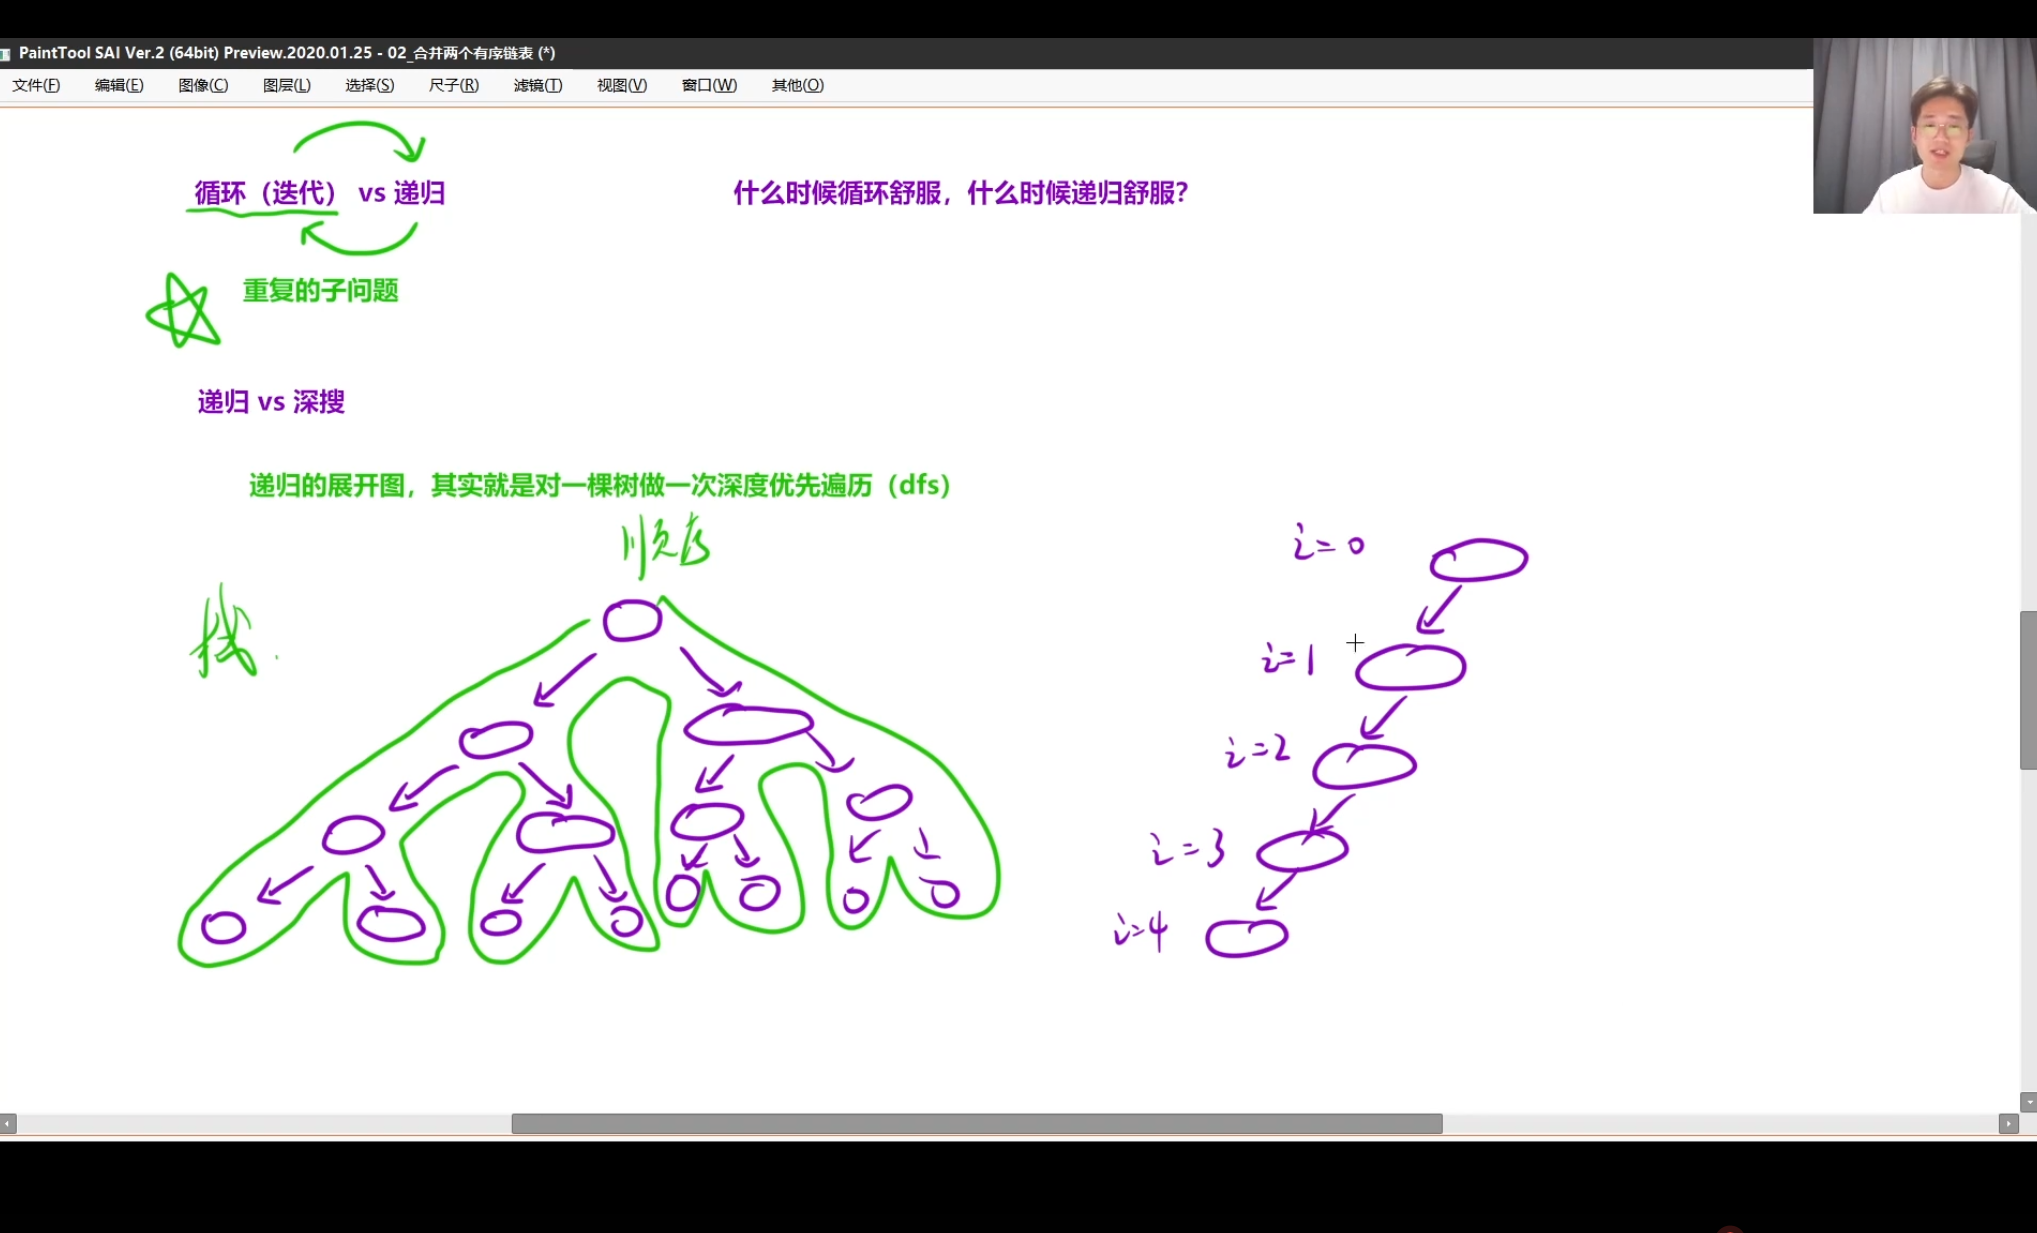 PaintTool SAI Ver.2 (64bit) Preview.2020.01.25 - 02_合并两个有序链表 (*)
文件(F) 编辑(E) 图像(C) 图层(L) 选择(S) 尺子(R) 滤镜(T) 视图(V) 窗口(W) 其他(O)
循环（迭代） vs 递归
什么时候循环舒服，什么时候递归舒服？
重复的子问题
递归 vs 深搜
递归的展开图，其实就是对一棵树做一次深度优先遍历（dfs）
顺序
i=0
i=1
i=2
i=3
i=4